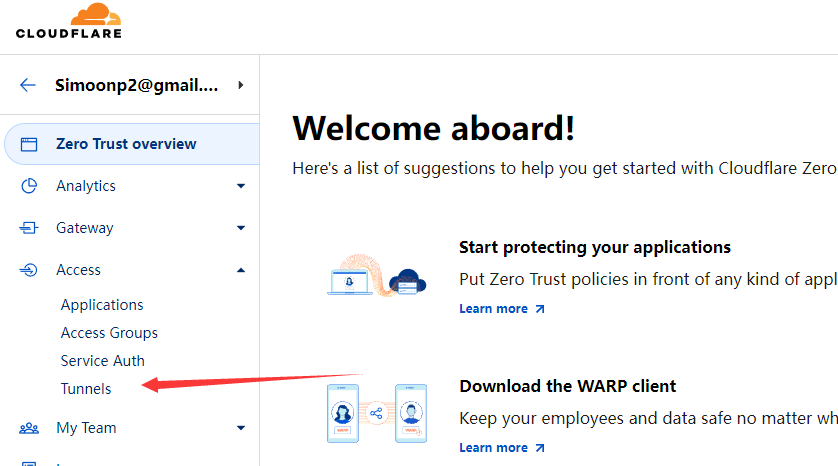 CLOUDFLARE
Simoonp2@gmail....
Zero Trust overview
Analytics
Gateway
Access
Applications
Access Groups
Service Auth
Tunnels
My Team
Welcome aboard!
Here's a list of suggestions to help you get started with Cloudflare Zero
Start protecting your applications
Put Zero Trust policies in front of any kind of appl
Learn more
Download the WARP client
Keep your employees and data safe no matter wh
Learn more